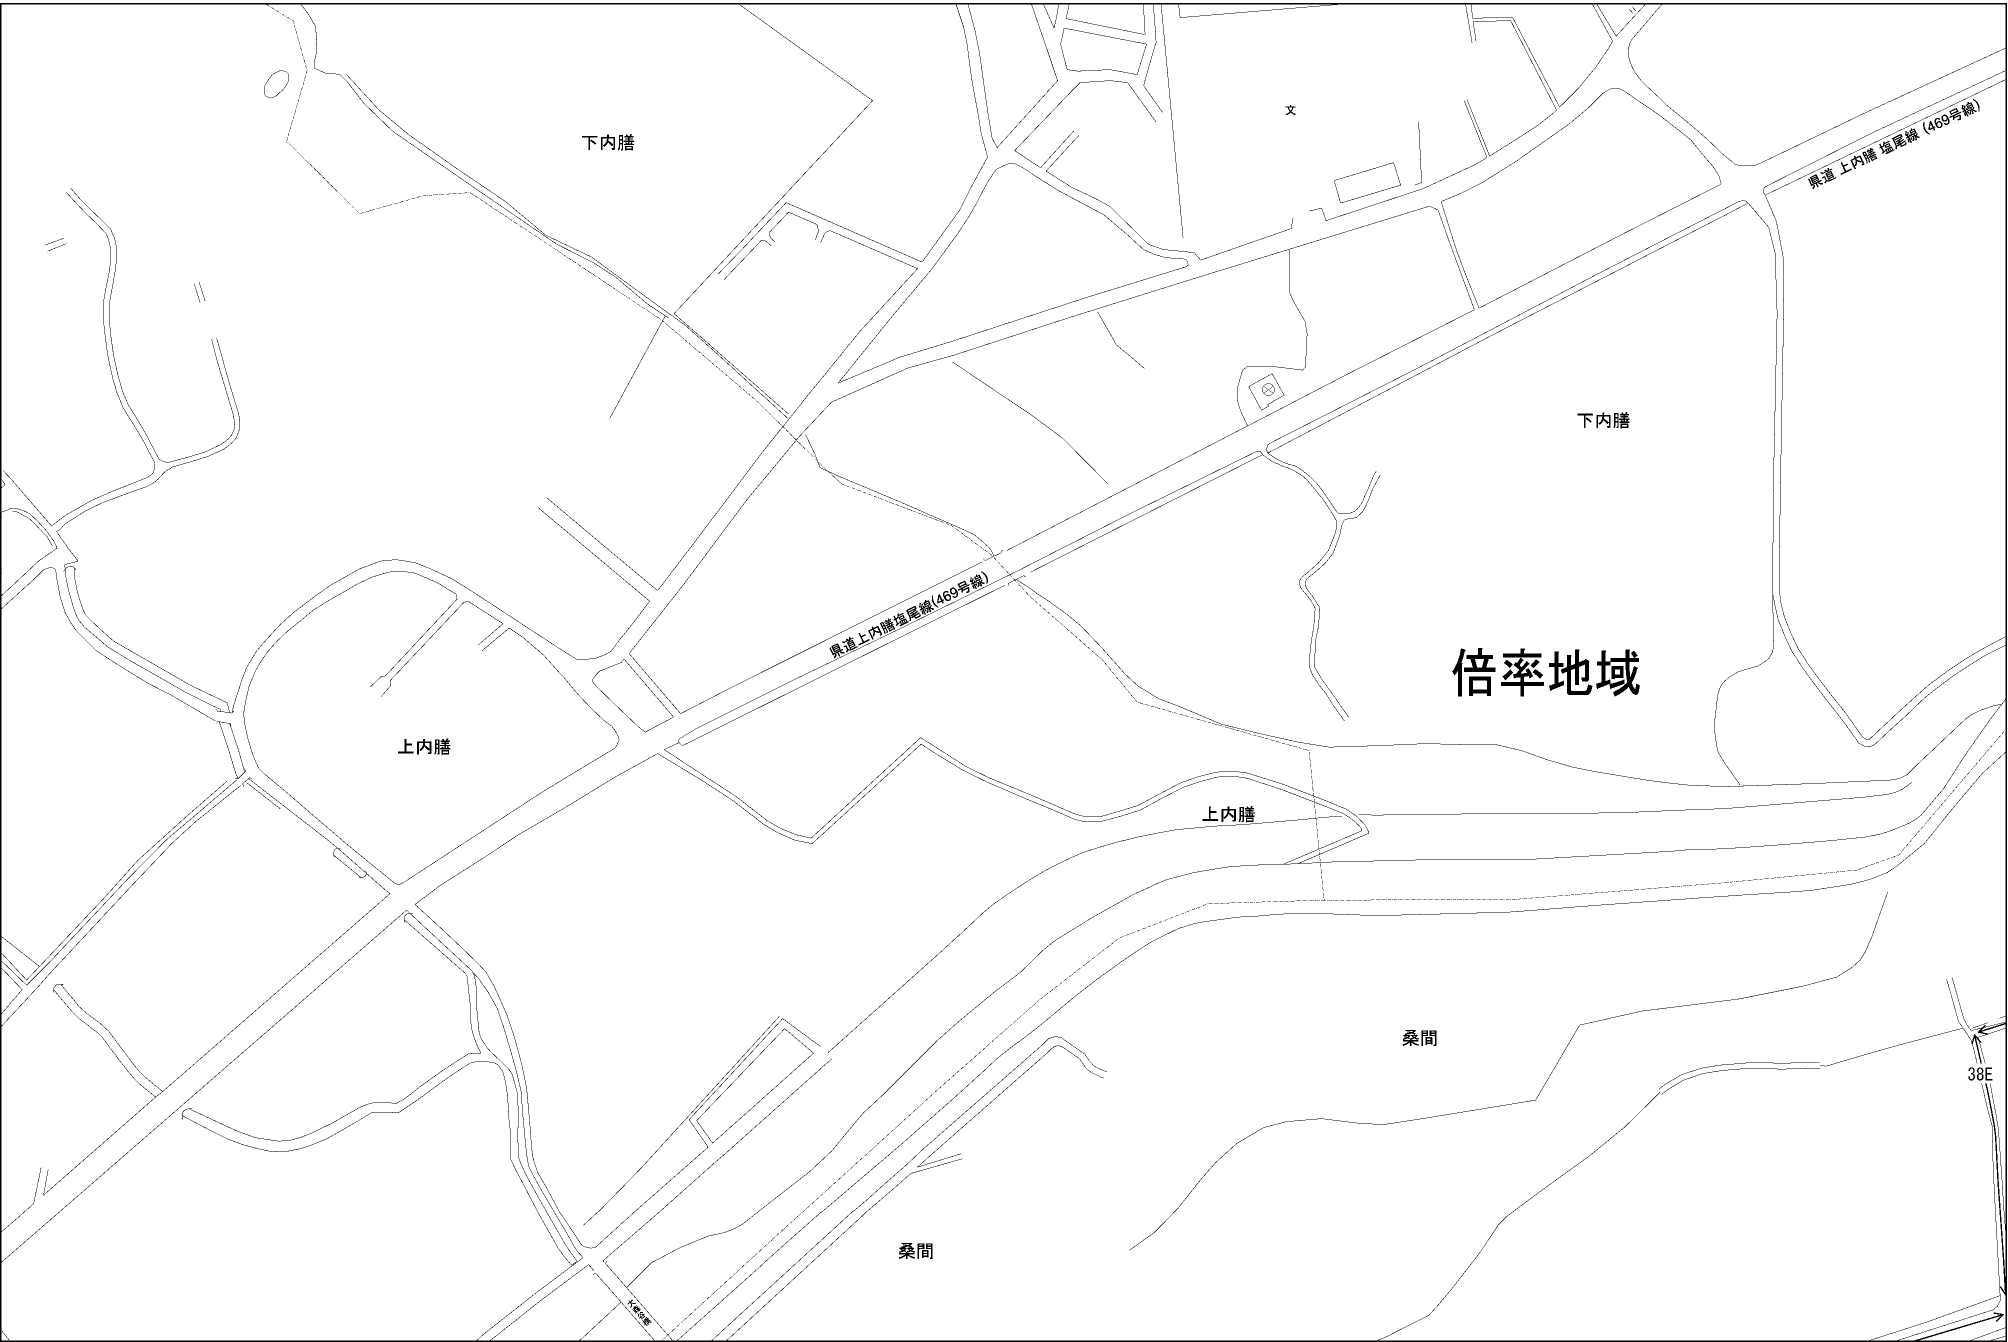 文
県道 上内膳 塩尾線 (469号線)
下内膳
下内膳
県道上内膳塩尾線(469号線)
倍率地域
上内膳
上内膳
桑間
38E
桑間